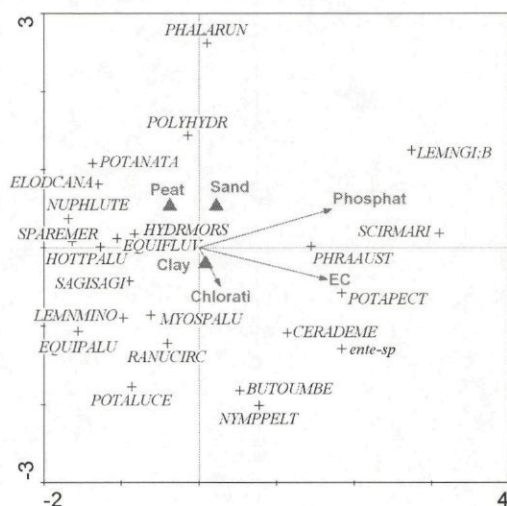 3
PHALARUN
POLYHYDR
LEMNGI;B
POTANATA
ELODCANA
Peat
Sand
Phosphat
NUPHLUTE
SPAREMER
HYDRMORS
SCIRMARI
EQUIFLUV
HOTTPALU
PHRAAUST
Clay
EC
SAGISAGI
Chlorati
POTAPECT
LEMNMINO
MYOSPALU
CERADEME
EQUIPALU
RANUCIRC
ente-sp
POTALUCE
BUTOUMBE
NYMPPELT
-3
-2
4